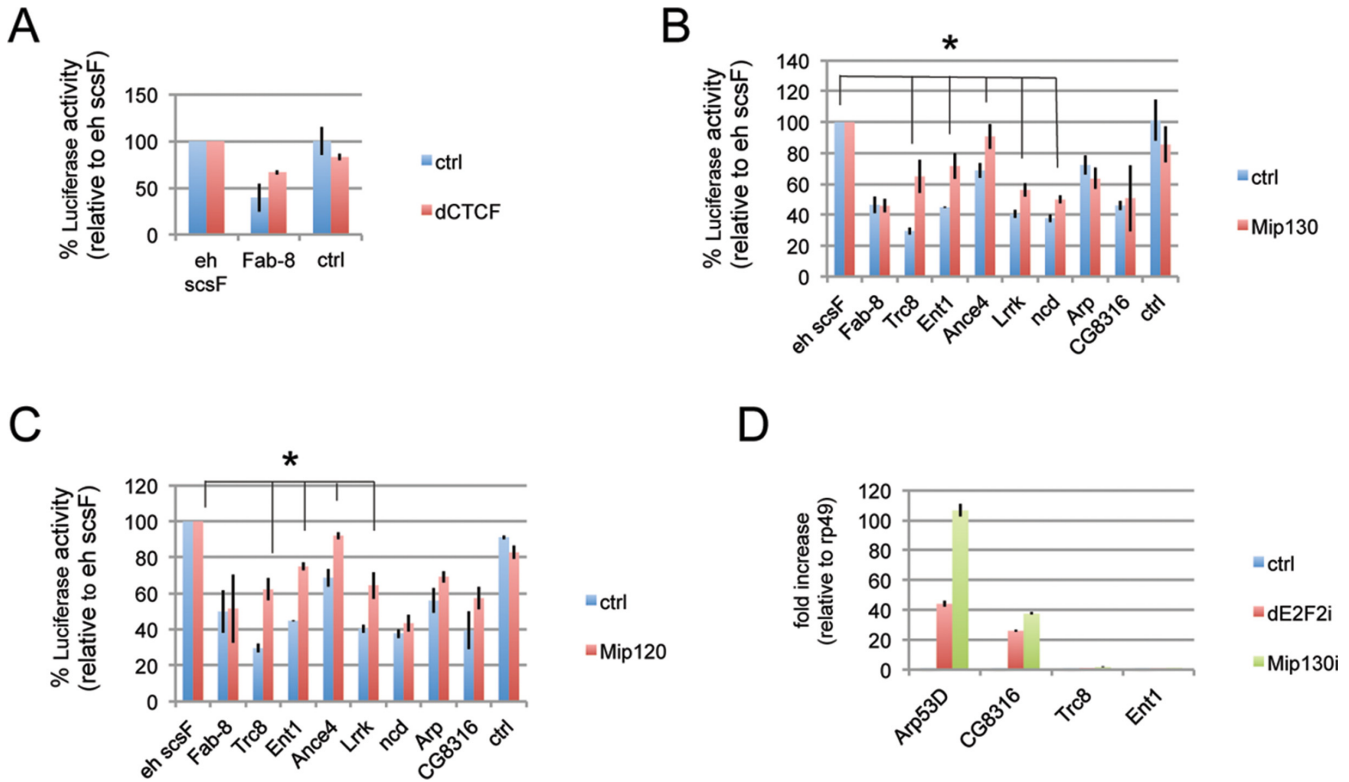 A
% Luciferase activity
(relative to eh scsF)
150
100
50
0
eh
scsF
Fab-8
ctrl
ctrl
dCTCF
B
% Luciferase activity
(relative to eh scsF)
*
140
120
100
80
60
40
20
0
eh scsF
Fab-8
Trc8
Ent1
Ance4
Lrrk
ncd
Arp
CG8316
ctrl
ctrl
Mip130
C
% Luciferase activity
(relative to eh scsF)
*
120
100
80
60
40
20
0
eh scsF
Fab-8
Trc8
Ent1
Ance4
Lrrk
ncd
Arp
CG8316
ctrl
ctrl
Mip120
D
fold increase
(relative to rp49)
120
100
80
60
40
20
0
Arp53D
CG8316
Trc8
Ent1
ctrl
dE2F2i
Mip130i